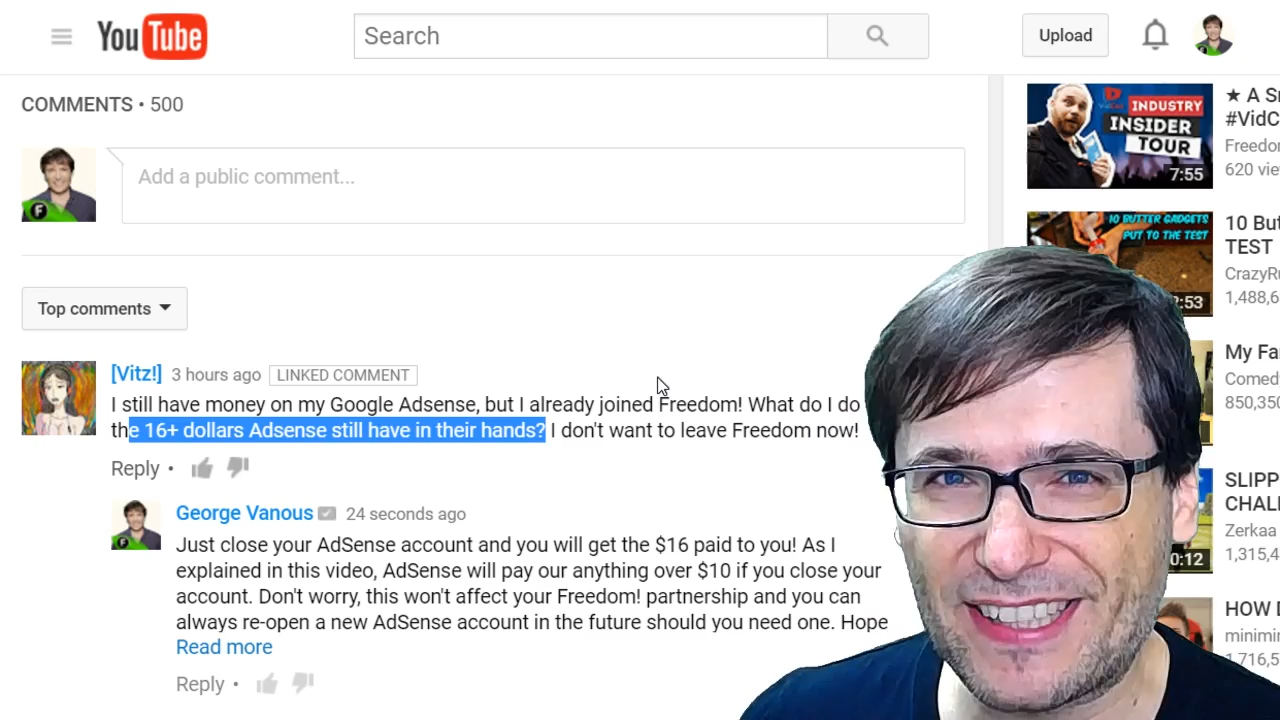 YouTube
Search
Upload
COMMENTS • 500
Add a public comment...
Top comments
[Vitz!] 3 hours ago LINKED COMMENT
I still have money on my Google Adsense, but I already joined Freedom! What do I do
the 16+ dollars Adsense still have in their hands? I don't want to leave Freedom now!
Reply •
George Vanous 24 seconds ago
Just close your AdSense account and you will get the $16 paid to you! As I
explained in this video, AdSense will pay our anything over $10 if you close your
account. Don't worry, this won't affect your Freedom! partnership and you can
always re-open a new AdSense account in the future should you need one. Hope
Read more
Reply •
INDUSTRY
INSIDER
TOUR
7:55
★ A S
#VidC
Freedo
620 vie
10 BUTTER GADGETS
PUT TO THE TEST
:53
10 But
TEST
CrazyRu
1,488,6
My Fa
Comed
850,35
0:12
SLIPP
CHALL
Zerkaa
1,315,4
HOW D
minimin
1,716,5